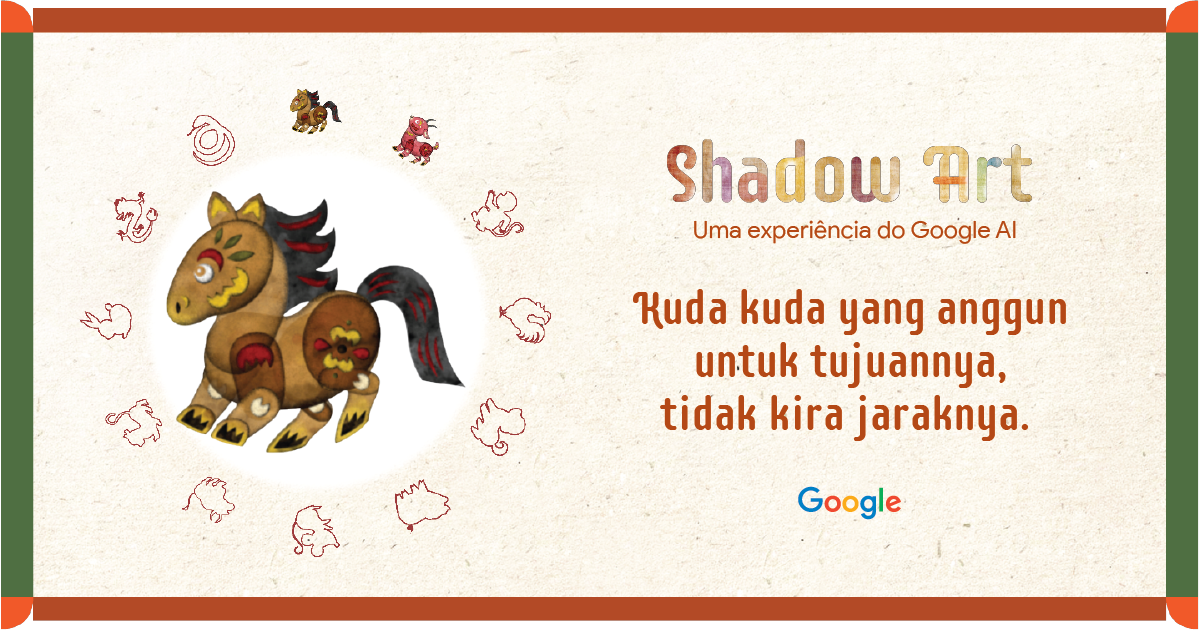 Shadow Art
Uma experiência do Google AI
Kuda kuda yang anggun
untuk tujuannya,
tidak kira jaraknya.
Google